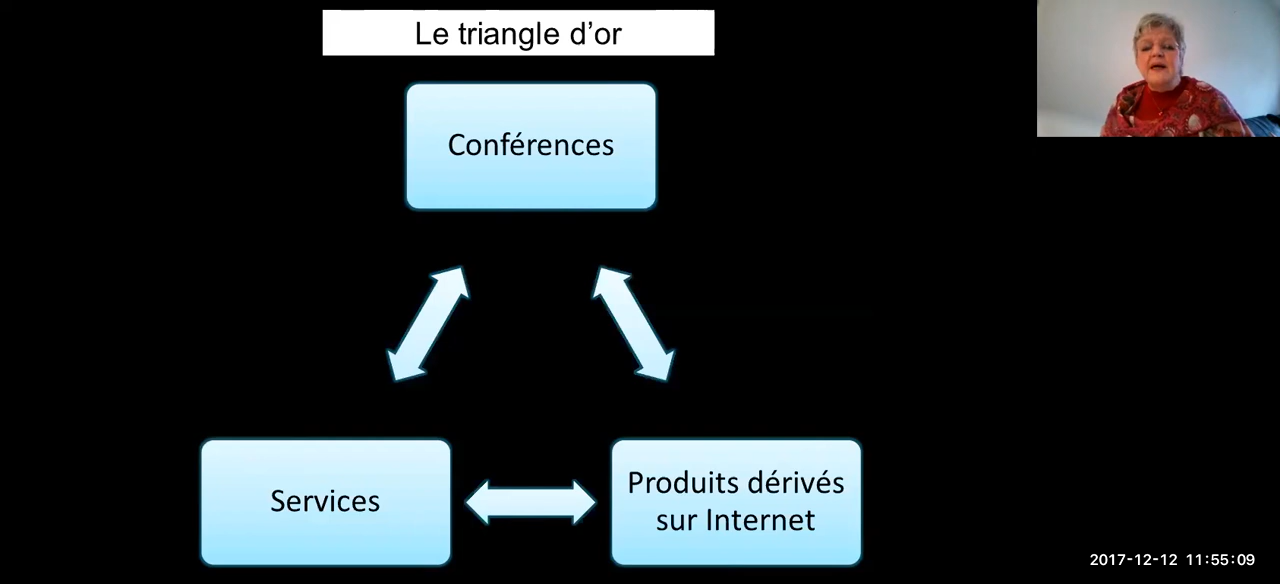 Le triangle d’or
Conférences
Services
Produits dérivés
sur Internet
2017-12-12 11:55:09